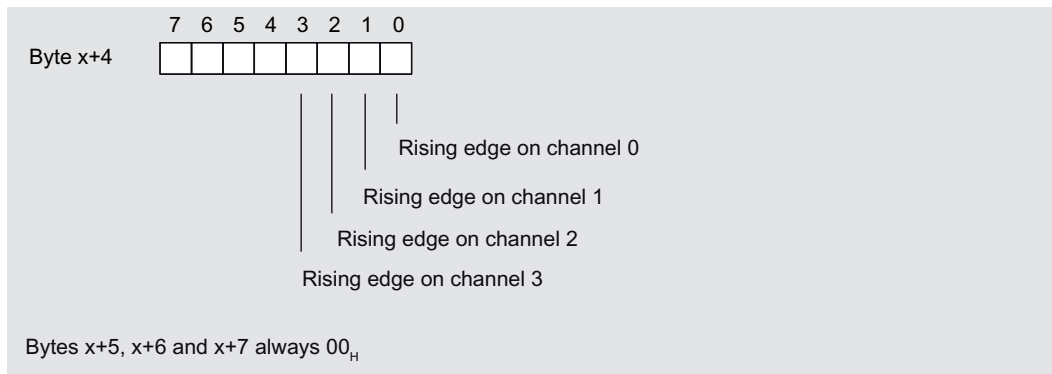 7 6 5 4 3 2 1 0
Byte x+4
Rising edge on channel 0
Rising edge on channel 1
Rising edge on channel 2
Rising edge on channel 3
Bytes x+5, x+6 and x+7 always 00H